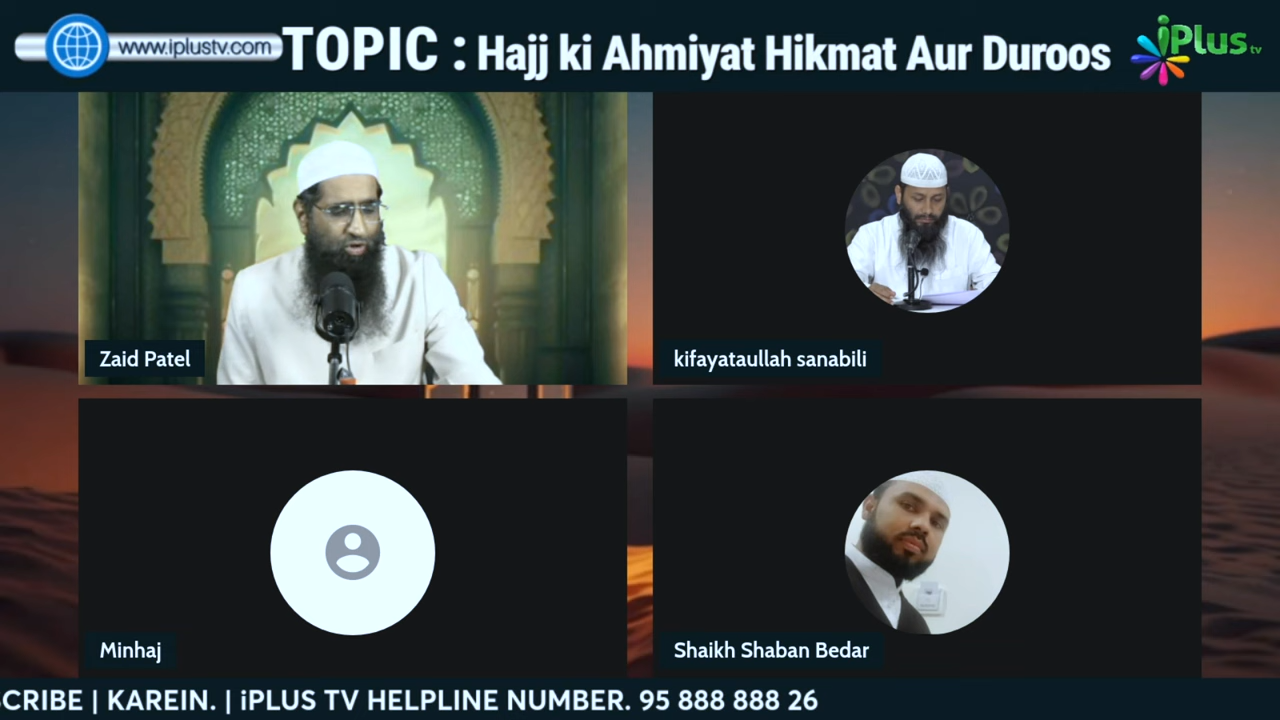 www.iplustv.com
TOPIC : Hajj ki Ahmiyat Hikmat Aur Duroos
iPlus tv
Zaid Patel
kifayataullah sanabili
Minhaj
Shaikh Shaban Bedar
SCRIBE | KAREIN. | iPLUS TV HELPLINE NUMBER. 95 888 888 26